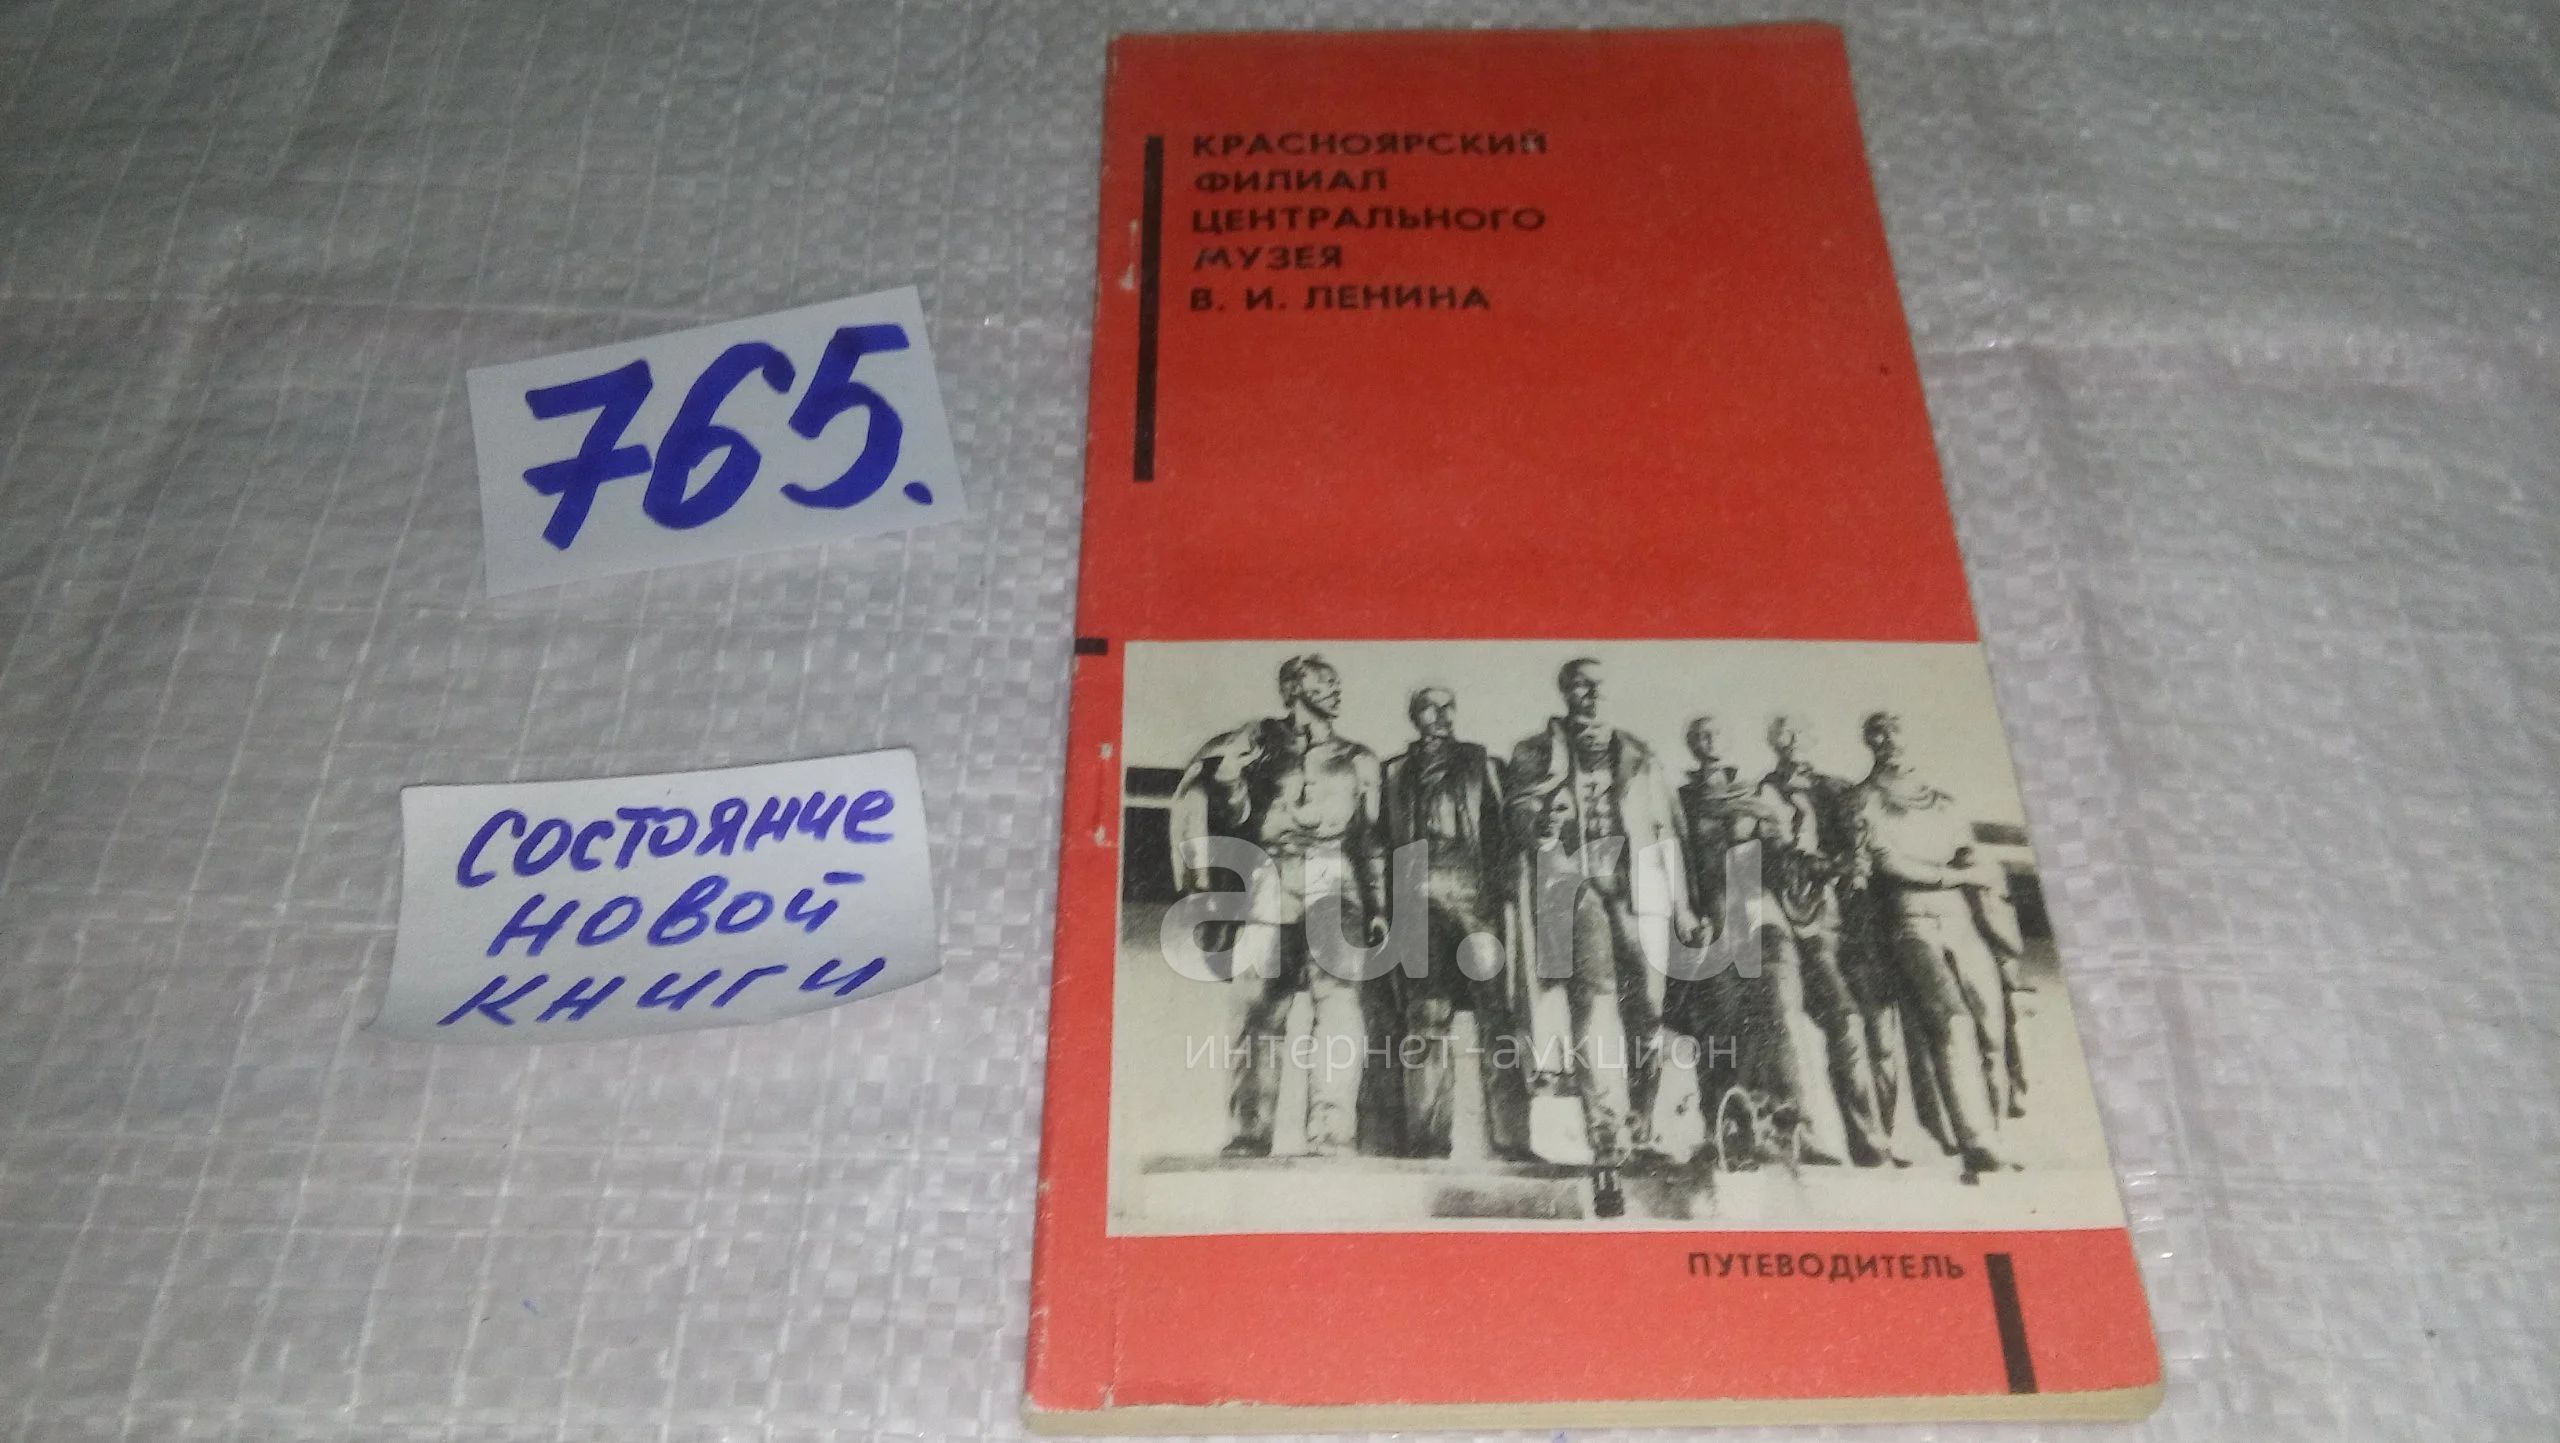 765.
состояние
новой
книги
КРАСНОЯРСКИЙ
ФИЛИАЛ
ЦЕНТРАЛЬНОГО
МУЗЕЯ
В. И. ЛЕНИНА
au.ru
интернет-аукцион
ПУТЕВОДИТЕЛЬ